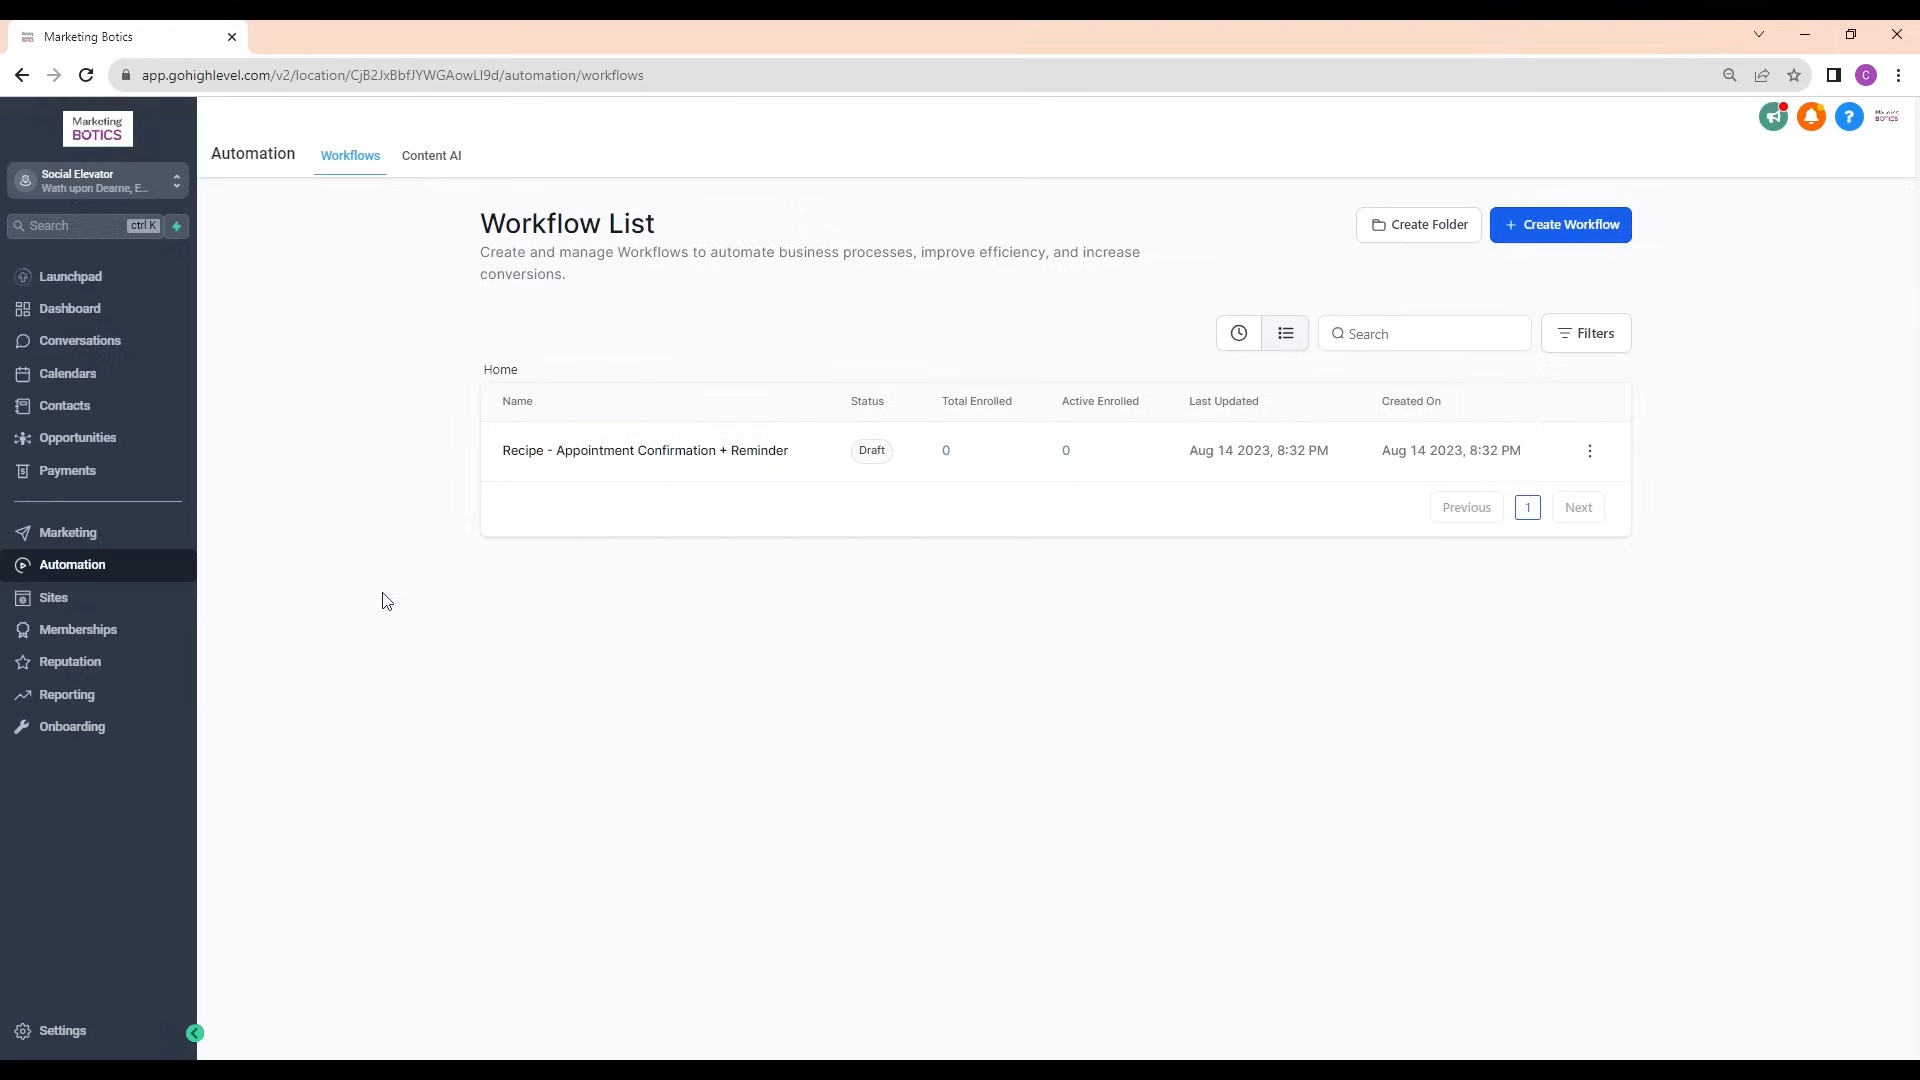 Marketing Botics
app.gohighlevel.com/v2/location/CjB2JxBbfJYWGAowLI9d/automation/workflows
C
Marketing
BOTICS
Social Elevator
Wath upon Dearne, E...
Search ctrl K
Launchpad
Dashboard
Conversations
Calendars
Contacts
Opportunities
Payments
Marketing
Automation
Sites
Memberships
Reputation
Reporting
Onboarding
Settings
Automation Workflows Content AI
?
BOTICS
Workflow List
Create Folder
+ Create Workflow
Create and manage Workflows to automate business processes, improve efficiency, and increase
conversions.
Search
Filters
Home
Name Status Total Enrolled Active Enrolled Last Updated Created On
Recipe - Appointment Confirmation + Reminder Draft 0 0 Aug 14 2023, 8:32 PM Aug 14 2023, 8:32 PM
Previous 1 Next